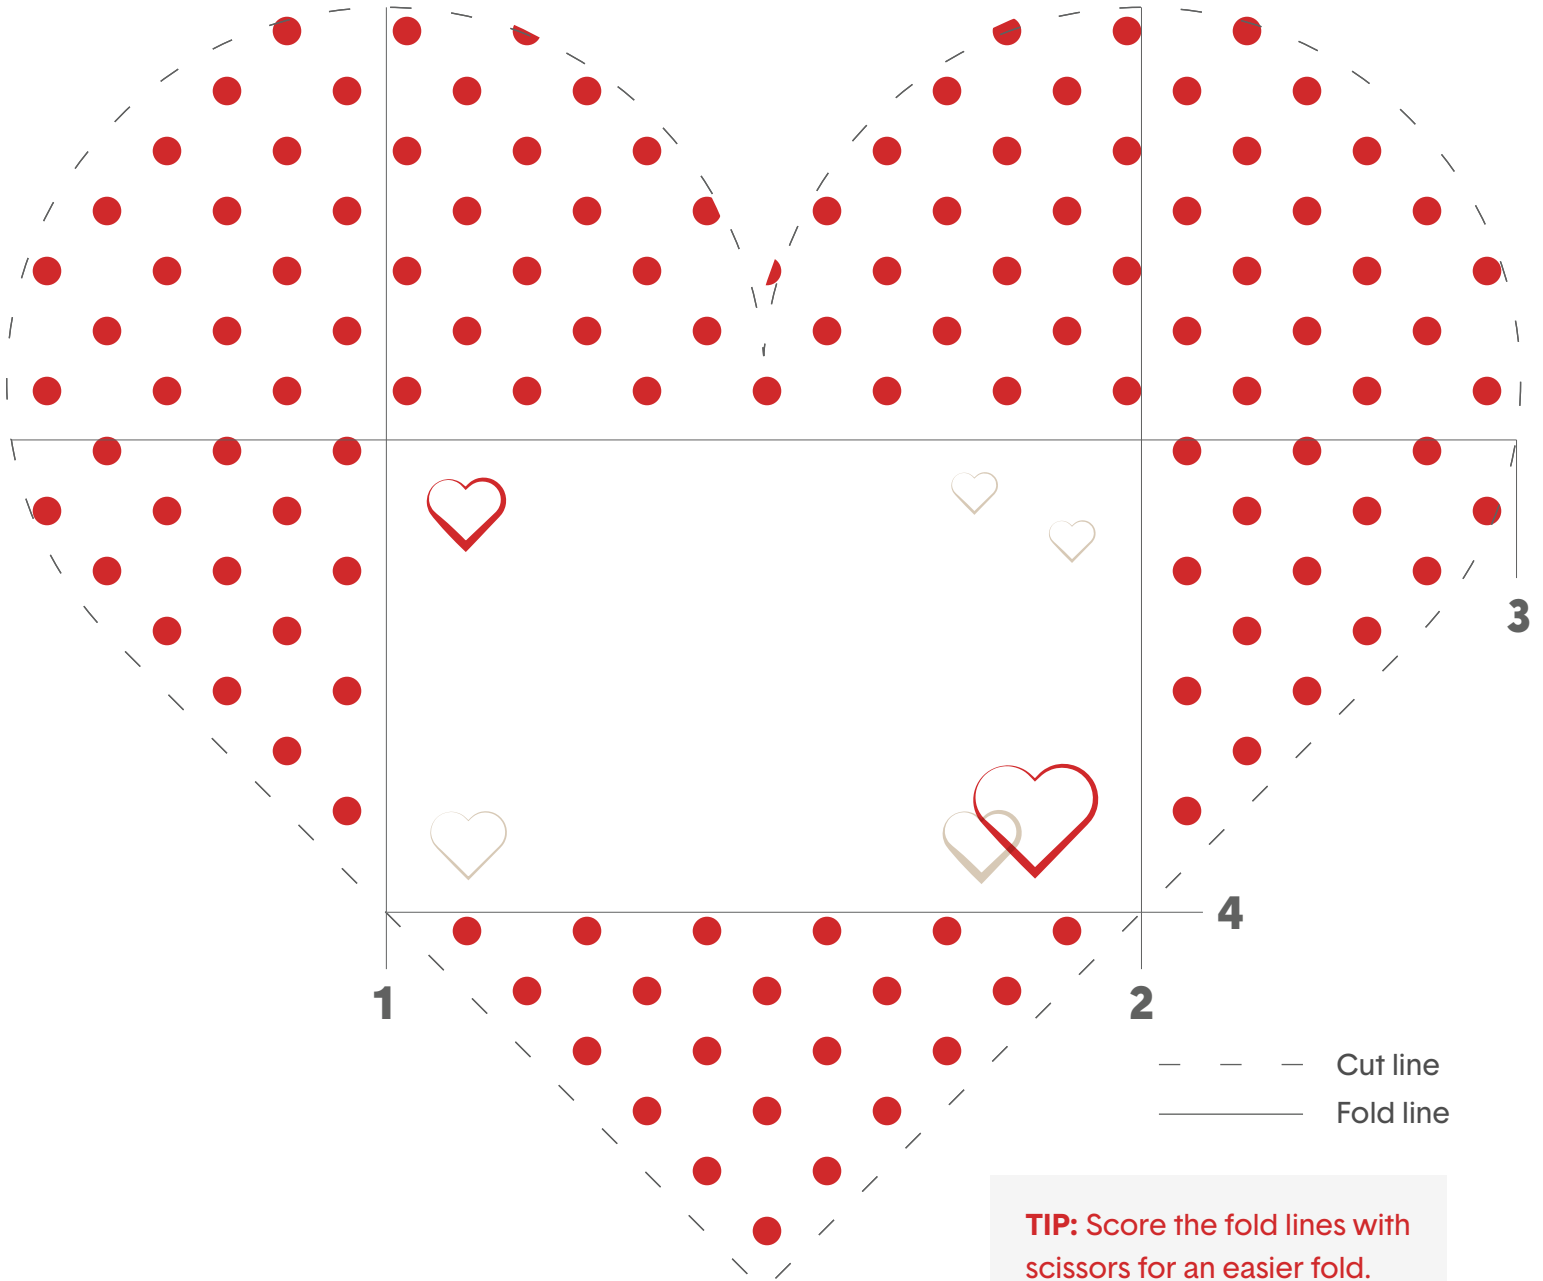 3
4
1
2
Cut line
Fold line
TIP: Score the fold lines with
scissors for an easier fold.